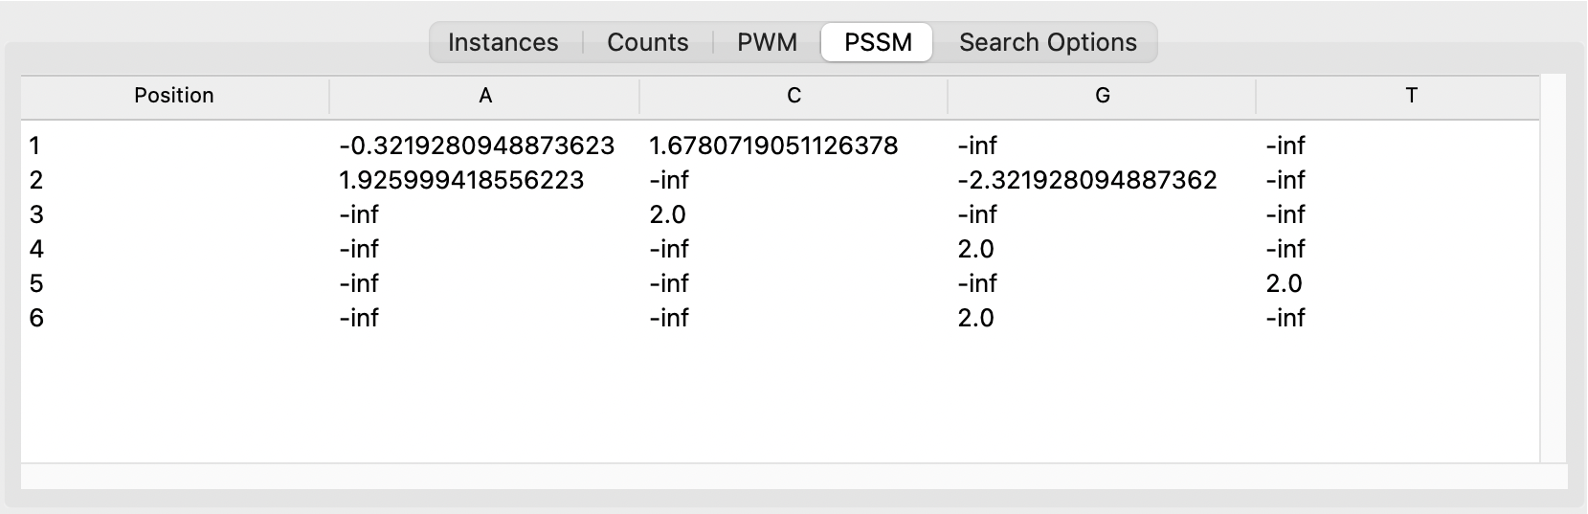 Instances Counts PWM PSSM Search Options
Position A C G T
1 -0.3219280948873623 1.6780719051126378 -inf -inf
2 1.925999418556223 -inf -2.321928094887362 -inf
3 -inf 2.0 -inf -inf
4 -inf -inf 2.0 -inf
5 -inf -inf -inf 2.0
6 -inf -inf 2.0 -inf